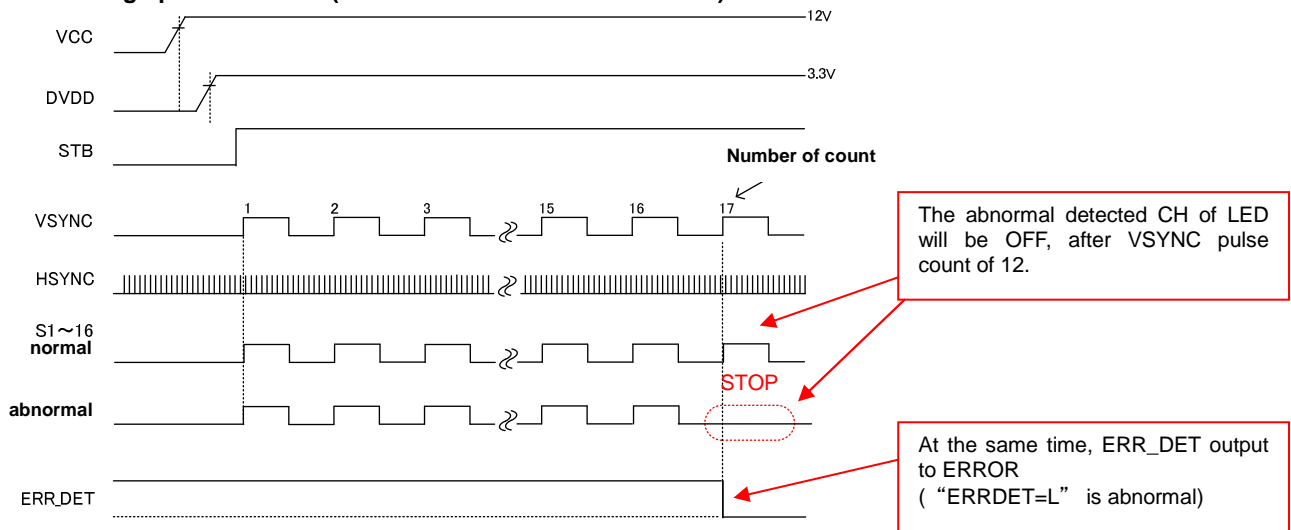 12V
VCC
3.3V
DVDD
STB
Number of count
VSYNC
1 2 3 15 16 17
The abnormal detected CH of LED
will be OFF, after VSYNC pulse
count of 12.
HSYNC
S1～16
normal
STOP
abnormal
At the same time, ERR_DET output
to ERROR
( “ERRDET=L” is abnormal)
ERR_DET